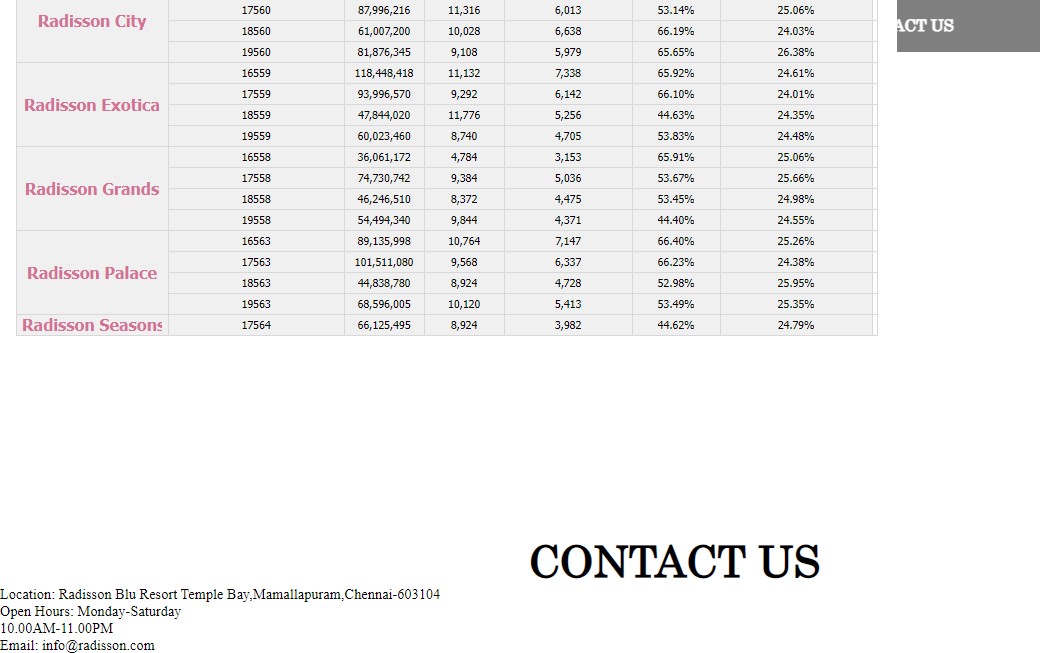 17560 87,996,216 11,316 6,013 53.14% 25.06%
Radisson City
ACT US
18560 61,007,200 10,028 6,638 66.19% 24.03%
19560 81,876,345 9,108 5,979 65.65% 26.38%
16559 118,448,418 11,132 7,338 65.92% 24.61%
17559 93,996,570 9,292 6,142 66.10% 24.01%
Radisson Exotica
18559 47,844,020 11,776 5,256 44.63% 24.35%
19559 60,023,460 8,740 4,705 53.83% 24.48%
16558 36,061,172 4,784 3,153 65.91% 25.06%
17558 74,730,742 9,384 5,036 53.67% 25.66%
Radisson Grands
18558 46,246,510 8,372 4,475 53.45% 24.98%
19558 54,494,340 9,844 4,371 44.40% 24.55%
16563 89,135,998 10,764 7,147 66.40% 25.26%
17563 101,511,080 9,568 6,337 66.23% 24.38%
Radisson Palace
18563 44,838,780 8,924 4,728 52.98% 25.95%
19563 68,596,005 10,120 5,413 53.49% 25.35%
Radisson Seasons 17564 66,125,495 8,924 3,982 44.62% 24.79%
CONTACT US
Location: Radisson Blu Resort Temple Bay,Mamallapuram,Chennai-603104
Open Hours: Monday-Saturday
10.00AM-11.00PM
Email: info@radisson.com